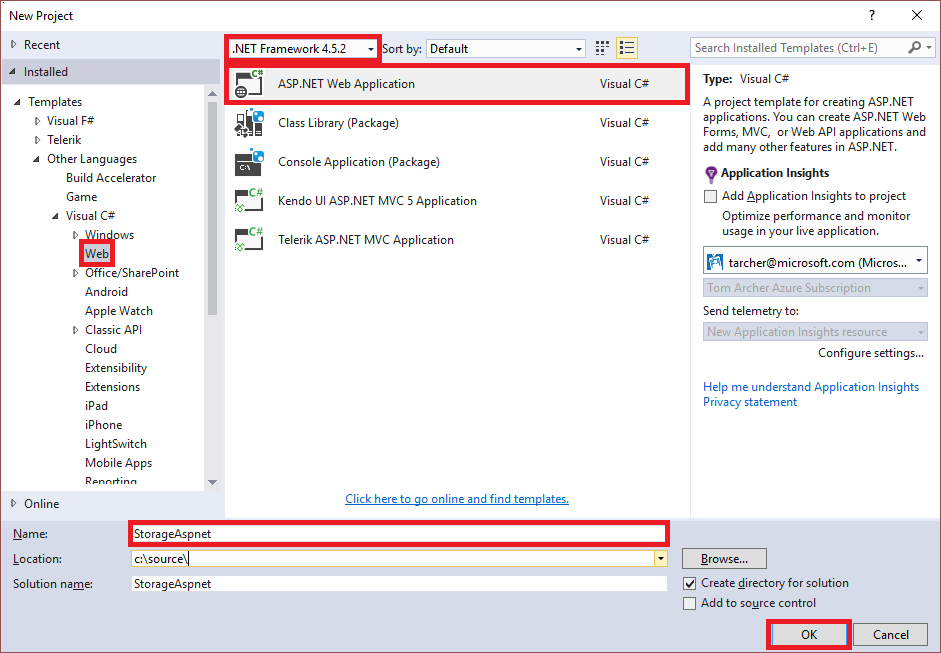 New Project
?
Recent
.NET Framework 4.5.2
Sort by:
Default
Search Installed Templates (Ctrl+E)
Installed
Templates
Visual F#
Telerik
Other Languages
Build Accelerator
Game
Visual C#
Windows
Web
Office/SharePoint
Android
Apple Watch
Classic API
Cloud
Extensibility
Extensions
iPad
iPhone
LightSwitch
Mobile Apps
Reporting
Online
ASP.NET Web Application Visual C#
Class Library (Package) Visual C#
Console Application (Package) Visual C#
Kendo UI ASP.NET MVC 5 Application Visual C#
Telerik ASP.NET MVC Application Visual C#
Click here to go online and find templates.
Type: Visual C#
A project template for creating ASP.NET
applications. You can create ASP.NET Web
Forms, MVC, or Web API applications and
add many other features in ASP.NET.
Application Insights
Add Application Insights to project
Optimize performance and monitor
usage in your live application.
tarcher@microsoft.com (Micros...
Tom Archer Azure Subscription
Send telemetry to:
New Application Insights resource
Configure settings...
Help me understand Application Insights
Privacy statement
Name: StorageAspnet
Location: c:\source\
Browse...
Solution name: StorageAspnet
Create directory for solution
Add to source control
OK
Cancel